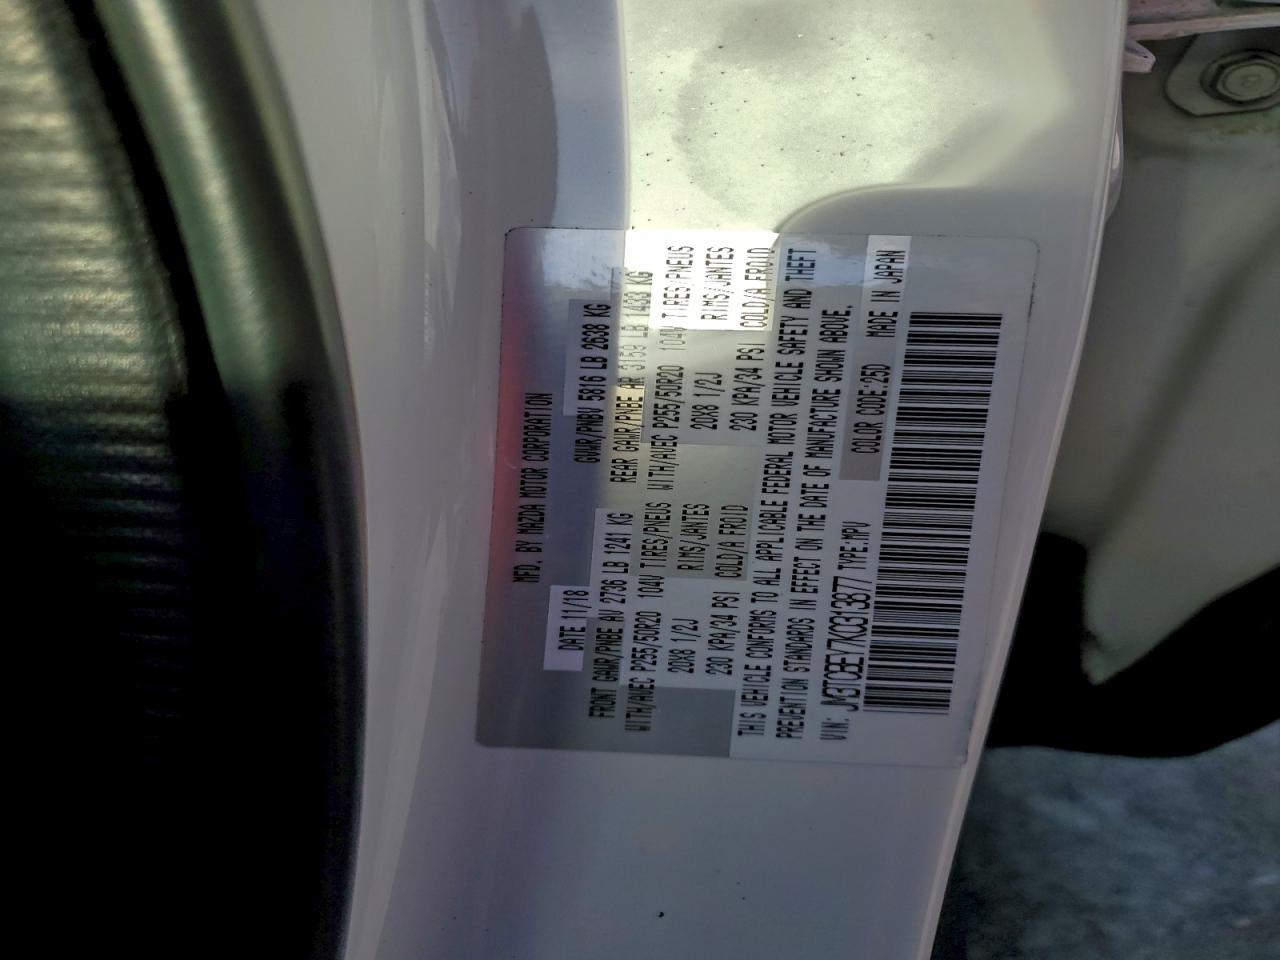 MFD. BY MAZDA MOTOR CORPORATION
DATE 11/18 GVWR/PNBV 5816 LB 2638 KG
FRONT GAWR/PNBE AV 2736 LB 1241 KG REAR GAWR/PNBE AR 3159 LB 1433 KG
WITH/AVEC P255/50R20 104V TIRES/PNEUS WITH/AVEC P255/50R20 104V TIRES/PNEUS
20X8 1/2J RIMS/JANTES 20X8 1/2J RIMS/JANTES
230 KPA/34 PSI COLD/A FROID 230 KPA/34 PSI COLD/A FROID
THIS VEHICLE CONFORMS TO ALL APPLICABLE FEDERAL MOTOR VEHICLE SAFETY AND THEFT
PREVENTION STANDARDS IN EFFECT ON THE DATE OF MANUFACTURE SHOWN ABOVE.
VIN: JM3TCBEY7K0313877 TYPE:MPV COLOR CODE:25D MADE IN JAPAN